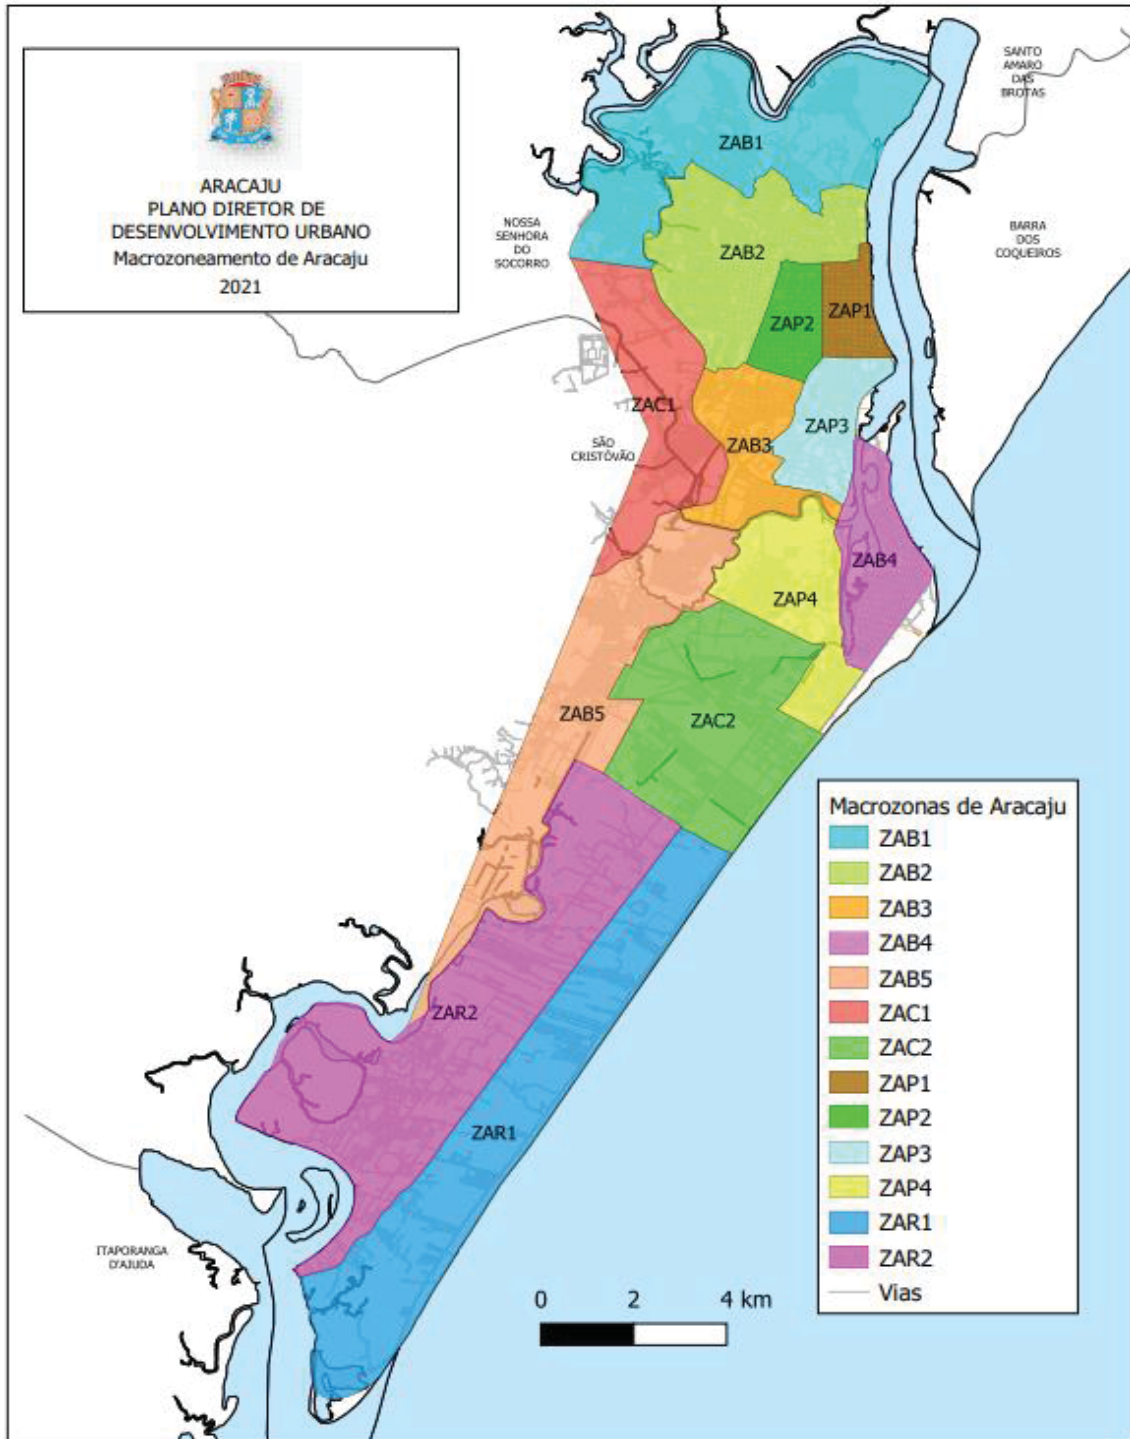 ARACAJU
PLANO DIRETOR DE
DESENVOLVIMENTO URBANO
Macrozoneamento de Aracaju
2021
SANTO
AMARO
DAS
BROTAS
NOSSA
SENHORA
DO
SOCORRO
BARRA
DOS
COQUEIROS
ZAB1
ZAB2
ZAP2
ZAP1
ZAC1
ZAP3
ZAB3
SÃO
CRISTÓVÃO
ZAB4
ZAP4
ZAB5
ZAC2
ZAR2
ZAR1
ITAPORANGA
D'AJUDA
Macrozonas de Aracaju
ZAB1
ZAB2
ZAB3
ZAB4
ZAB5
ZAC1
ZAC2
ZAP1
ZAP2
ZAP3
ZAP4
ZAR1
ZAR2
Vias
0 2 4 km